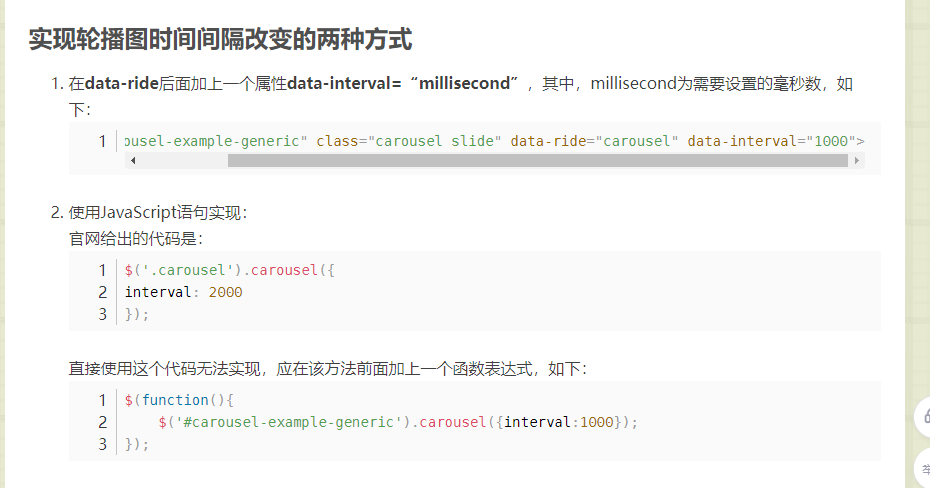 实现轮播图时间间隔改变的两种方式
1. 在data-ride后面加上一个属性data-interval=“millisecond”，其中，millisecond为需要设置的毫秒数，如
下：
1 ousel-example-generic" class="carousel slide" data-ride="carousel" data-interval="1000">
2. 使用JavaScript语句实现：
官网给出的代码是：
1 $('.carousel').carousel({
2 interval: 2000
3 });
直接使用这个代码无法实现，应在该方法前面加上一个函数表达式，如下：
1 $(function(){
2 $('#carousel-example-generic').carousel({interval:1000});
3 });